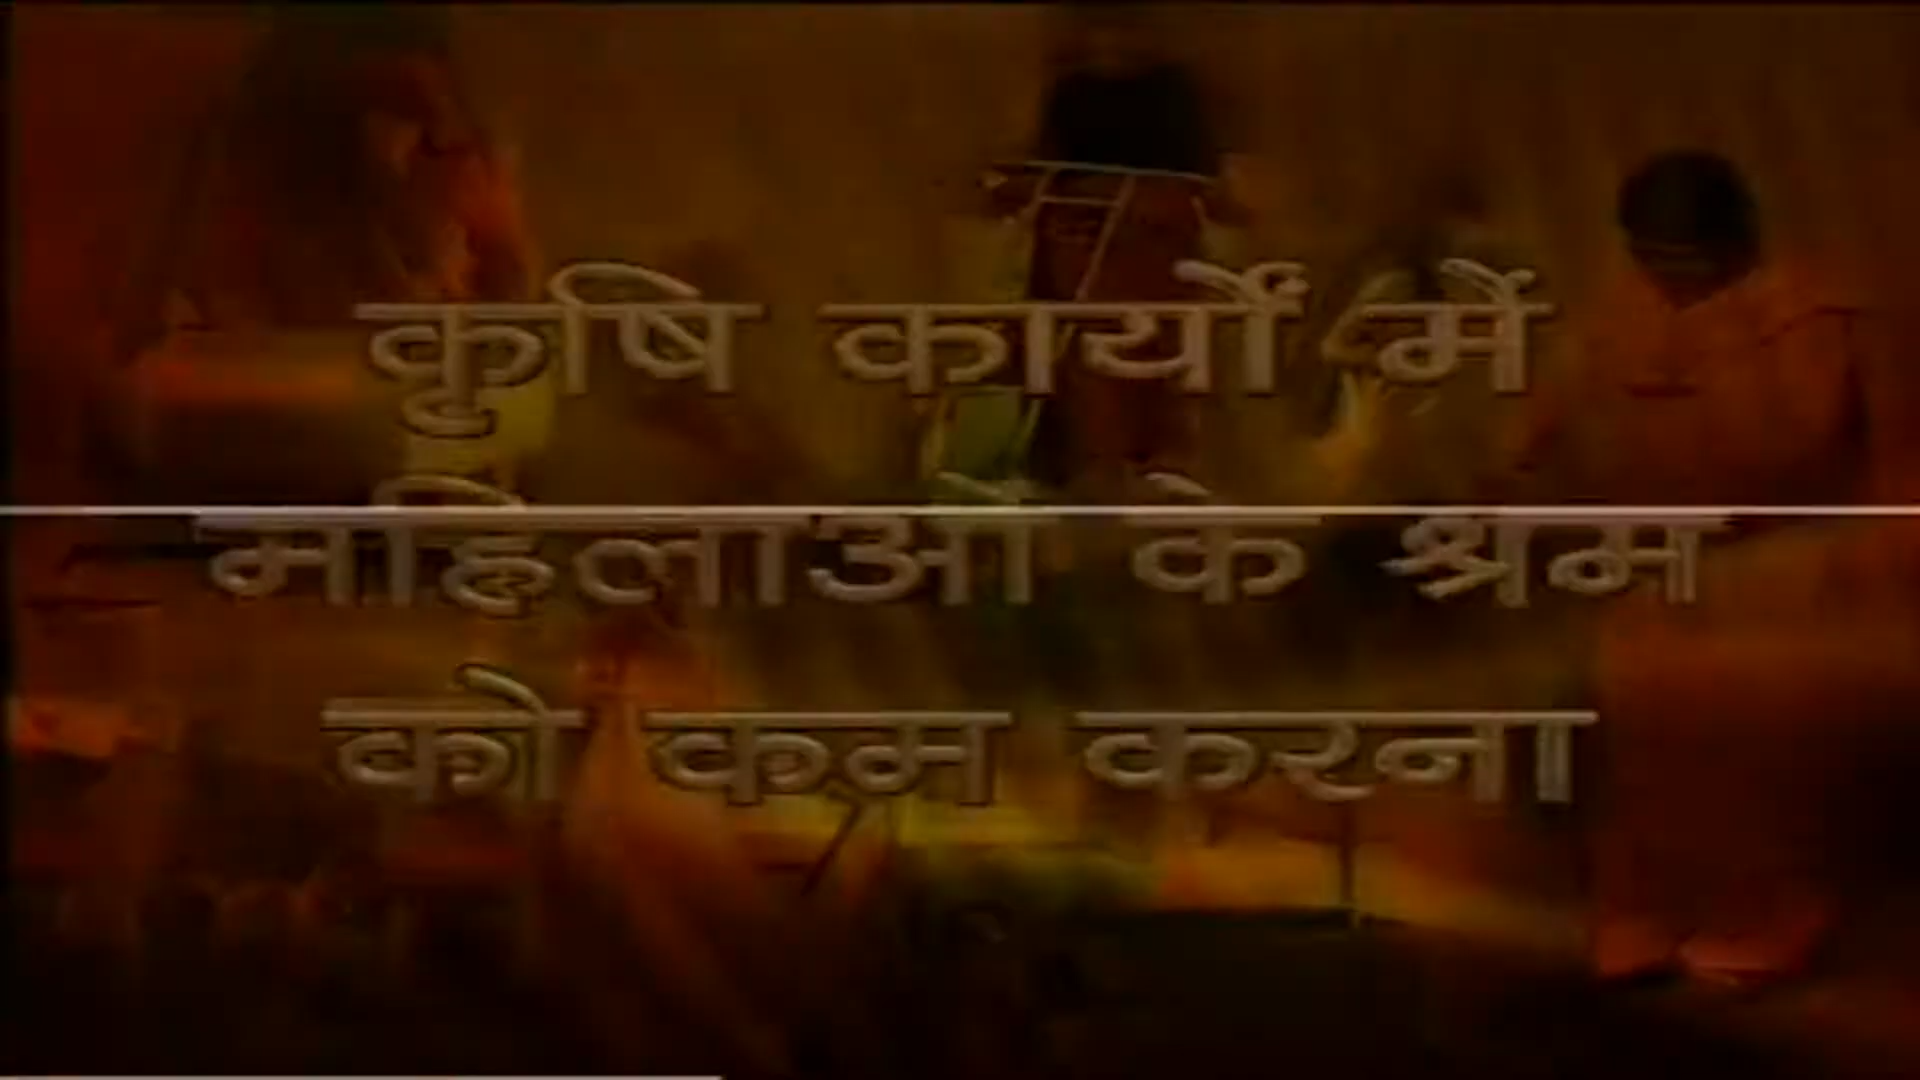 कृषि कार्यों में
महिलाओं के श्रम
को कम करना